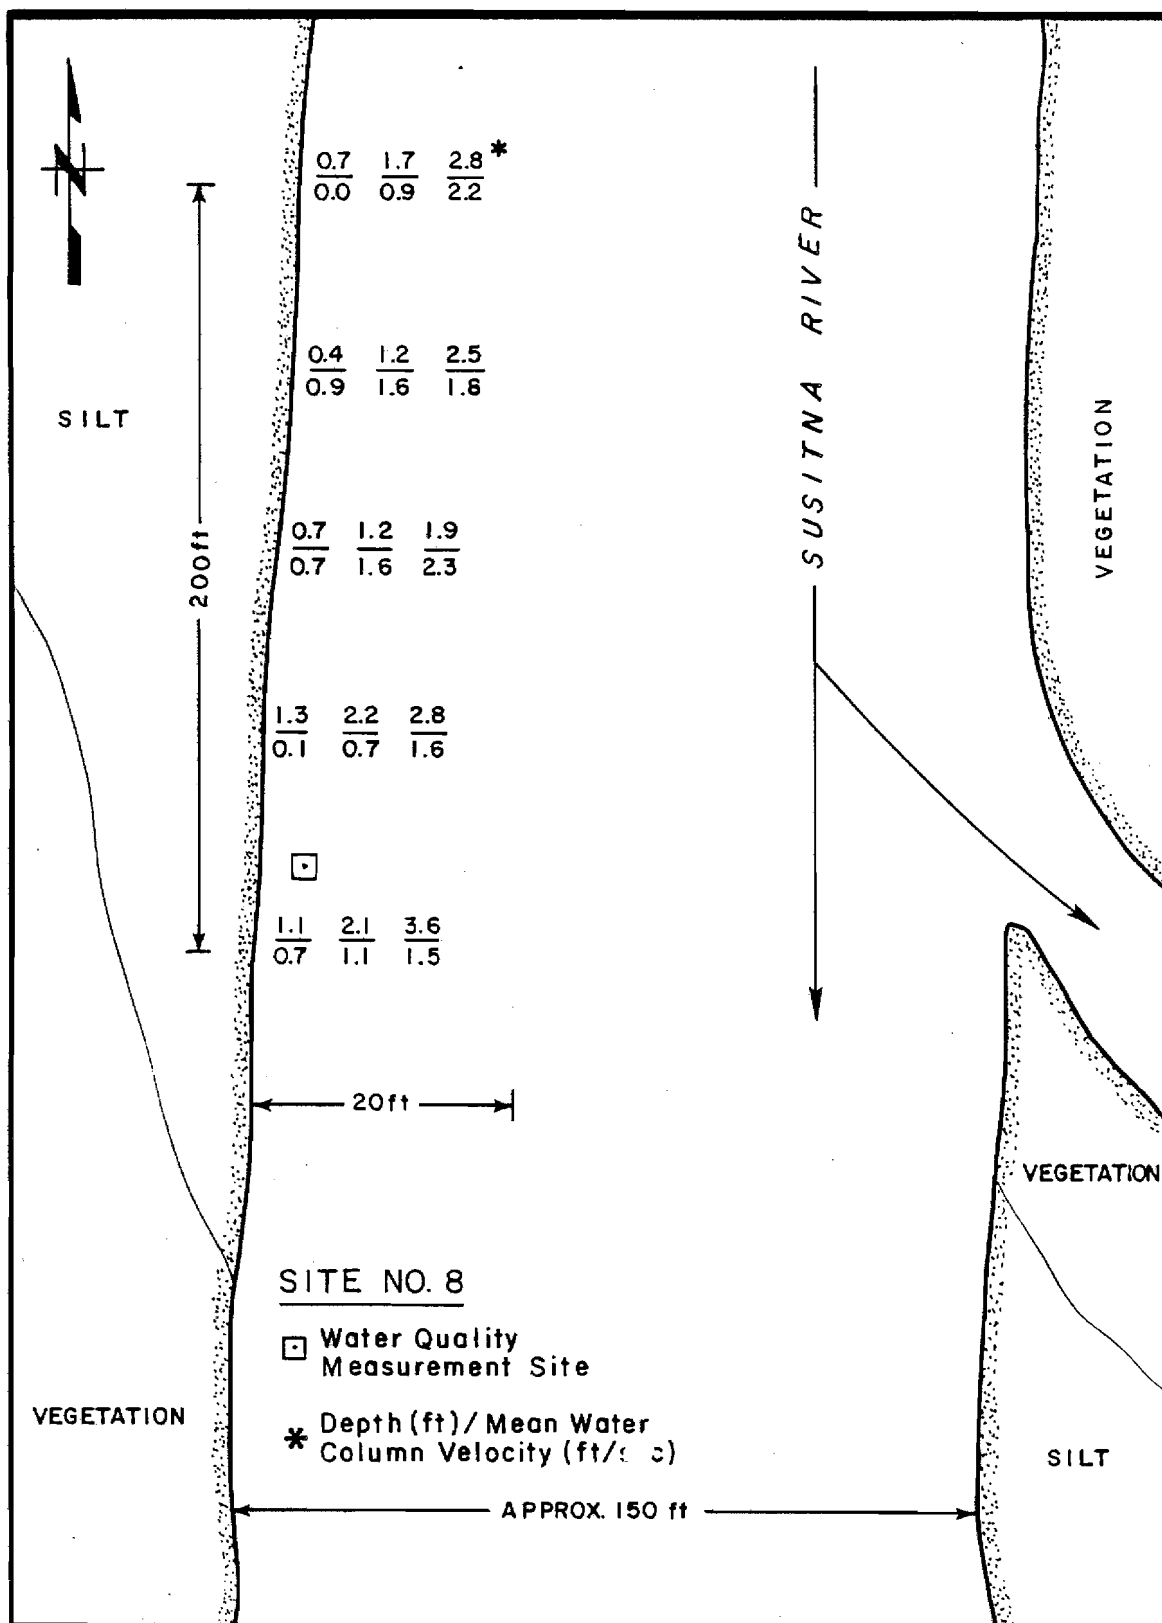 N
0.7 1.7 2.8*
0.0 0.9 2.2
0.4 1.2 2.5
0.9 1.6 1.8
SILT
SUSITNA RIVER
VEGETATION
200ft
0.7 1.2 1.9
0.7 1.6 2.3
1.3 2.2 2.8
0.1 0.7 1.6
1.1 2.1 3.6
0.7 1.1 1.5
20ft
VEGETATION
SITE NO. 8
Water Quality
Measurement Site
VEGETATION
* Depth (ft) / Mean Water
Column Velocity
SILT
APPROX. 150 ft